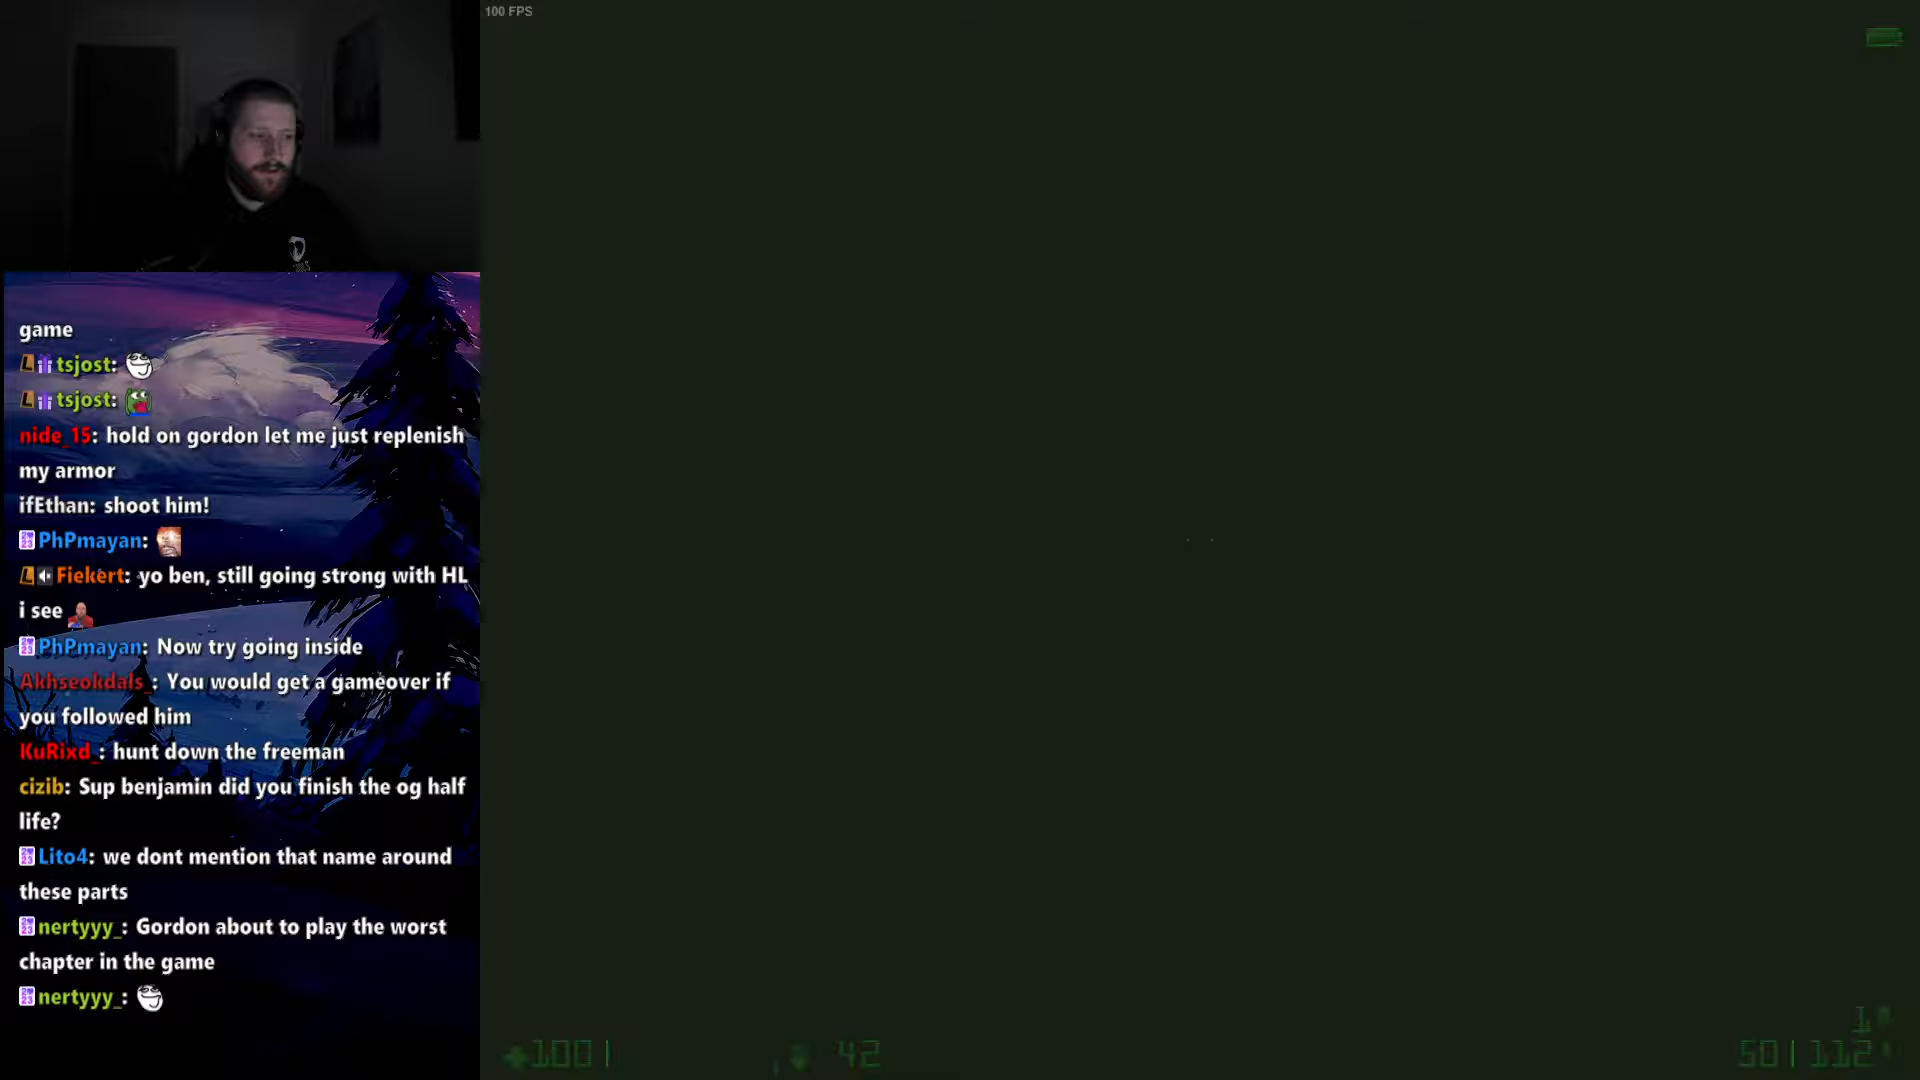 100 FPS
game
tsjost:
tsjost:
nide_15: hold on gordon let me just replenish
my armor
ifEthan: shoot him!
PhPmayan:
Fiekert: yo ben, still going strong with HL
i see
PhPmayan: Now try going inside
Akhseokdals_: You would get a gameover if
you followed him
KuRixd_: hunt down the freeman
cizib: Sup benjamin did you finish the og half
life?
Lito4: we dont mention that name around
these parts
nertyyy_: Gordon about to play the worst
chapter in the game
nertyyy_:
100
42
1
50|112